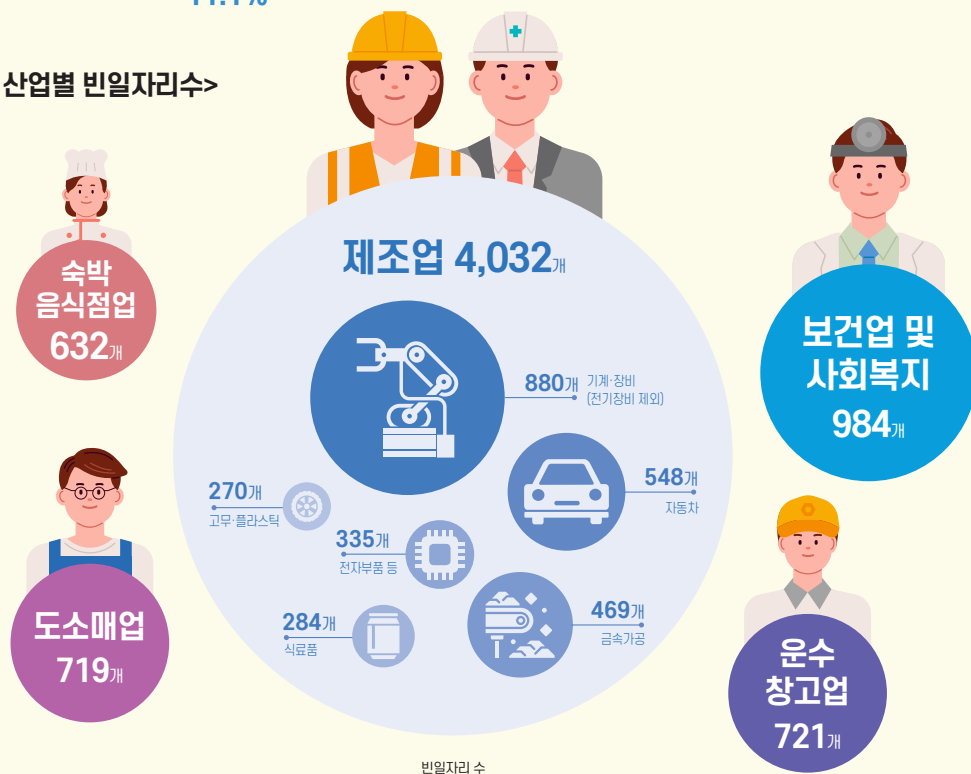 산업별 빈일자리수>
제조업 4,032개
880개 기계·장비
(전기장비 제외)
548개
자동차
270개
고무·플라스틱
335개
전자부품 등
284개
식료품
469개
금속가공
숙박
음식점업
632개
보건업 및
사회복지
984개
도소매업
719개
운수
창고업
721개
빈일자리 수